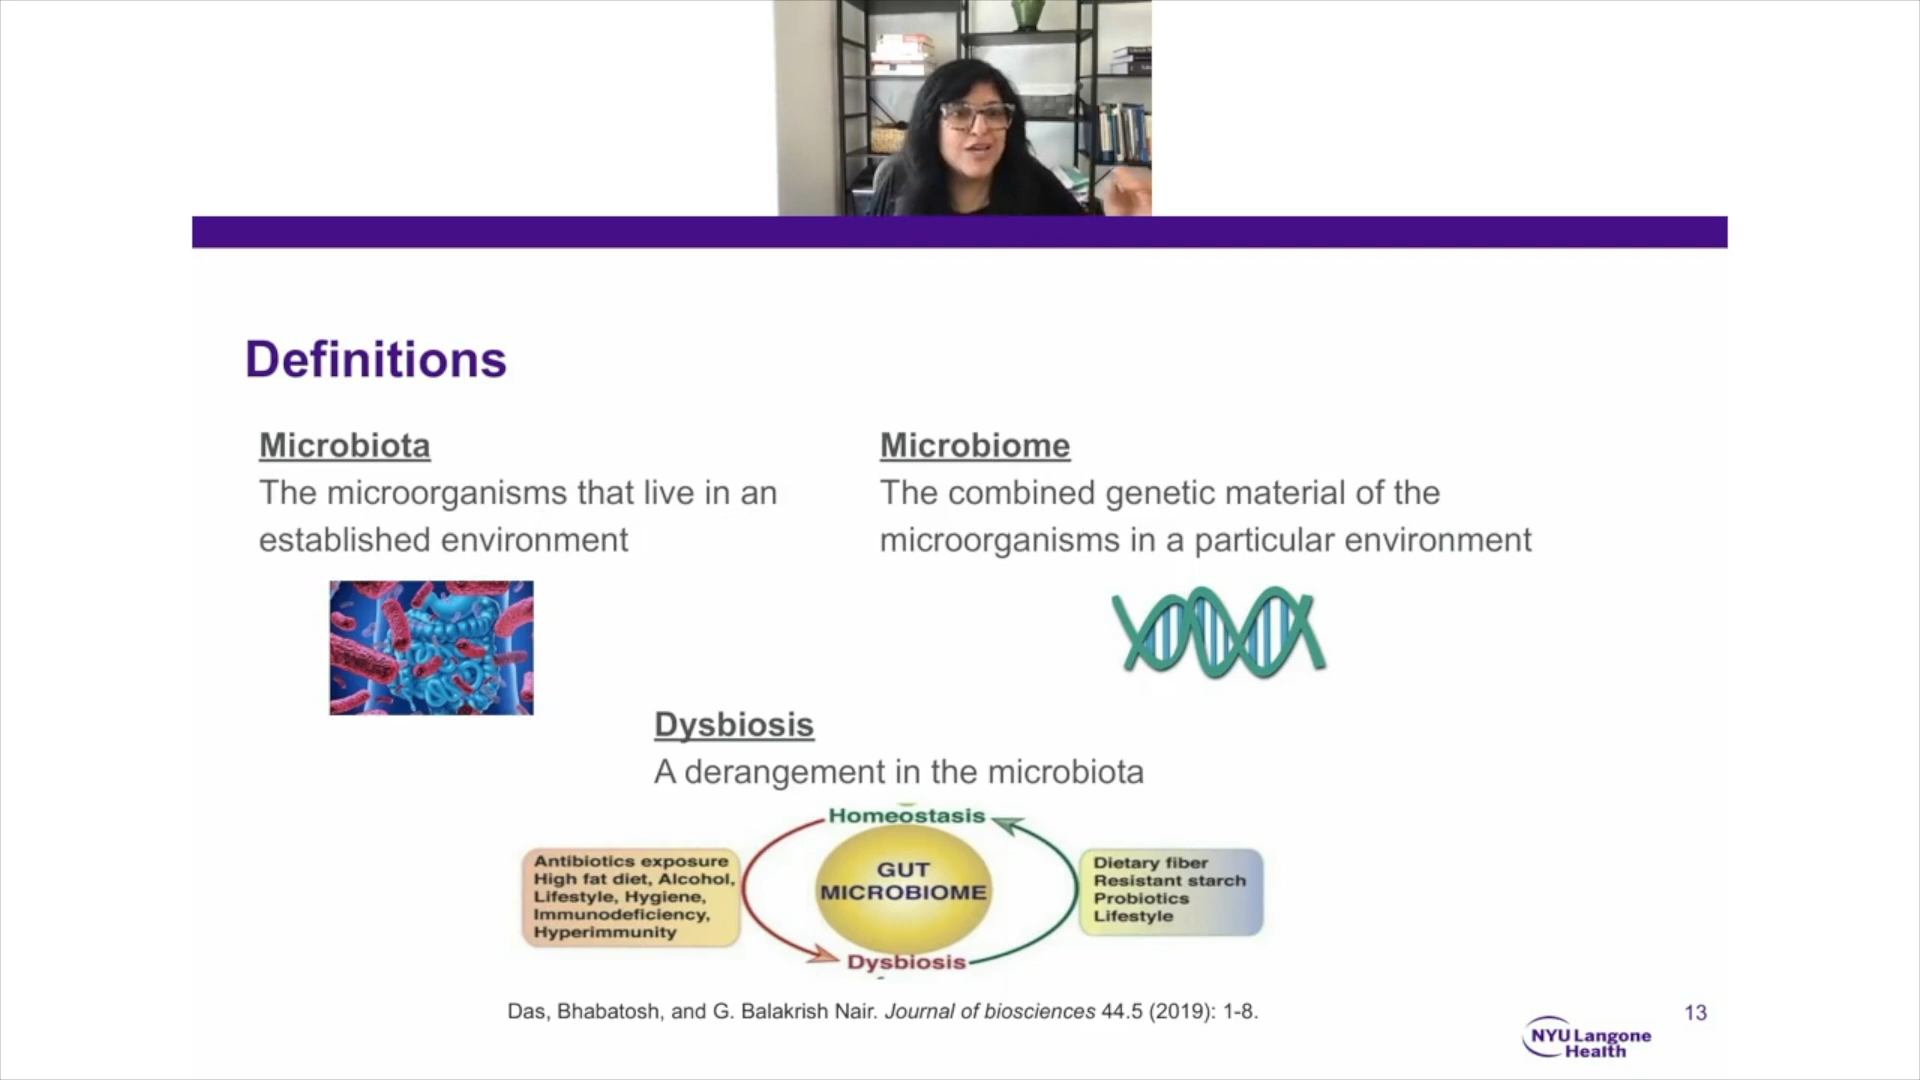 Definitions
Microbiota
The microorganisms that live in an
established environment
Microbiome
The combined genetic material of the
microorganisms in a particular environment
Dysbiosis
A derangement in the microbiota
Homeostasis
Antibiotics exposure
High fat diet, Alcohol,
Lifestyle, Hygiene,
Immunodeficiency,
Hyperimmunity
GUT
MICROBIOME
Dietary fiber
Resistant starch
Probiotics
Lifestyle
Dysbiosis
Das, Bhabatosh, and G. Balakrish Nair. Journal of biosciences 44.5 (2019): 1-8.
13
NYU Langone
Health